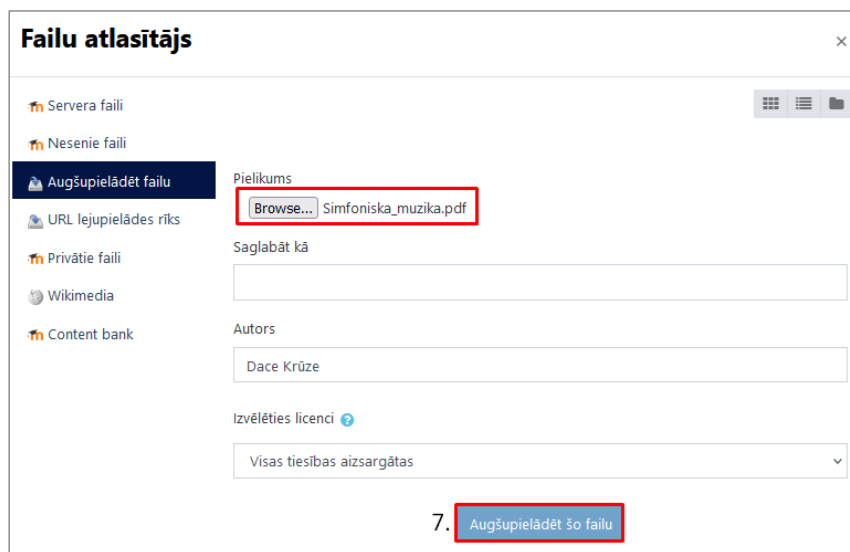 Failu atlasītājs
×
Servera faili
Nesenie faili
Augšupielādēt failu
URL lejupielādes rīks
Privātie faili
Wikimedia
Content bank
Pielikums
Browse... Simfoniska_muzika.pdf
Saglabāt kā
Autors
Dace Krūze
Izvēlēties licenci ?
Visas tiesības aizsargātas
7. Augšupielādēt šo failu